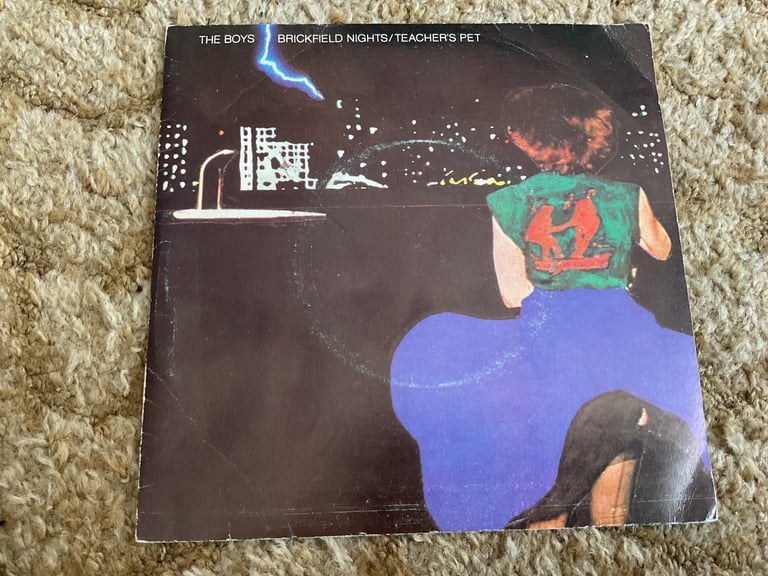 THE BOYS BRICKFIELD NIGHTS/TEACHER'S PET